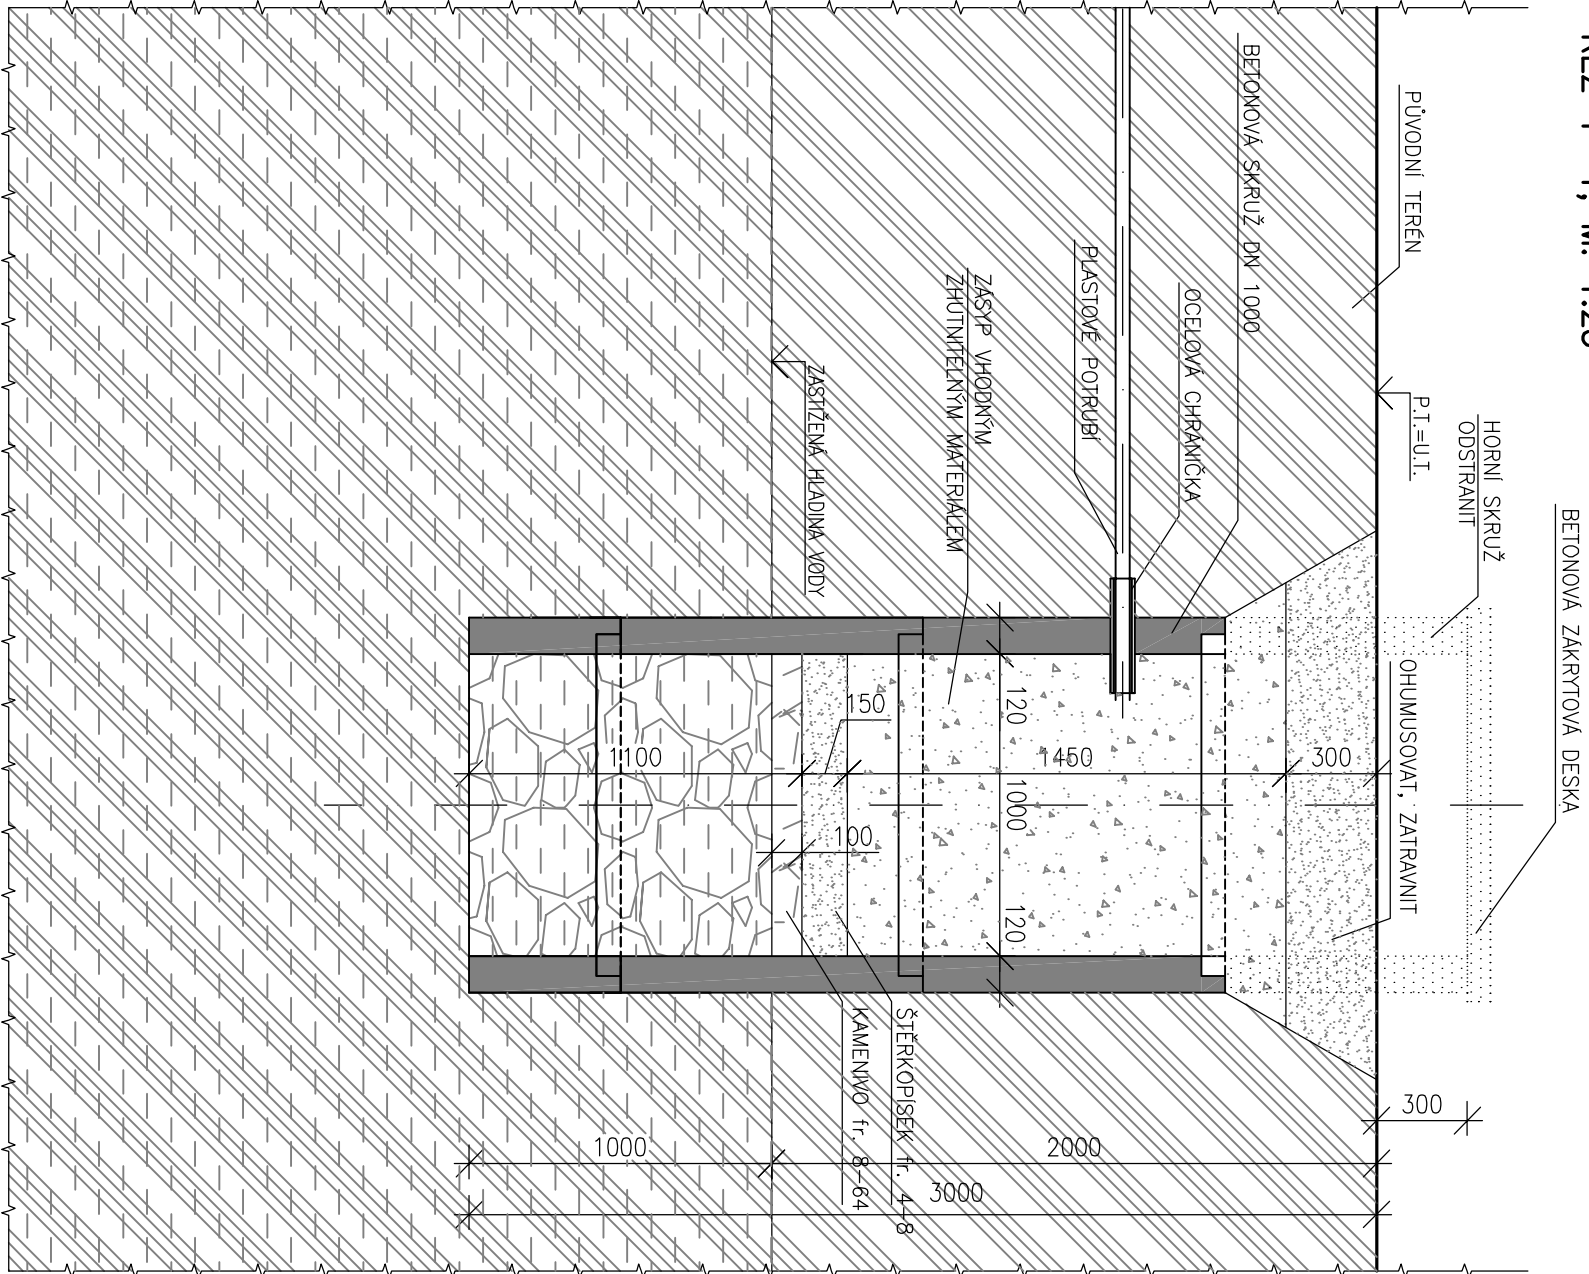 BETONOVÁ ZÁKRYTOVÁ DESKA
HORNÍ SKRUŽ
ODSTRANIT
P.T.=U.T.
PŮVODNÍ TERÉN
OHUMUSOVAT, ZATRAVNIT
BETONOVÁ SKRUŽ DN 1000
OCELOVÁ CHRÁNIČKA
PLASTOVÉ POTRUBÍ
ZÁSYP VHODNÝM
ZHUTNITELNÝM MATERIÁLEM
ZASTIŽENÁ HLADINA VODY
ŠTĚRKOPÍSEK fr. 4-8
KAMENIVO fr. 8-64
120
1000
120
1100
150
1450
300
100
300
1000
2000
3000